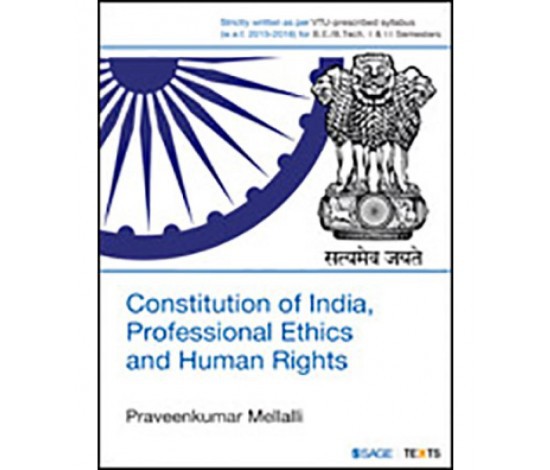 Strictly written as per VTU-prescribed syllabus
(w.e.f. 2015-2016) for B.E./B.Tech. I & II Semesters
सत्यमेव जयते
Constitution of India,
Professional Ethics
and Human Rights
Praveenkumar Mellalli
SAGE TEXTS